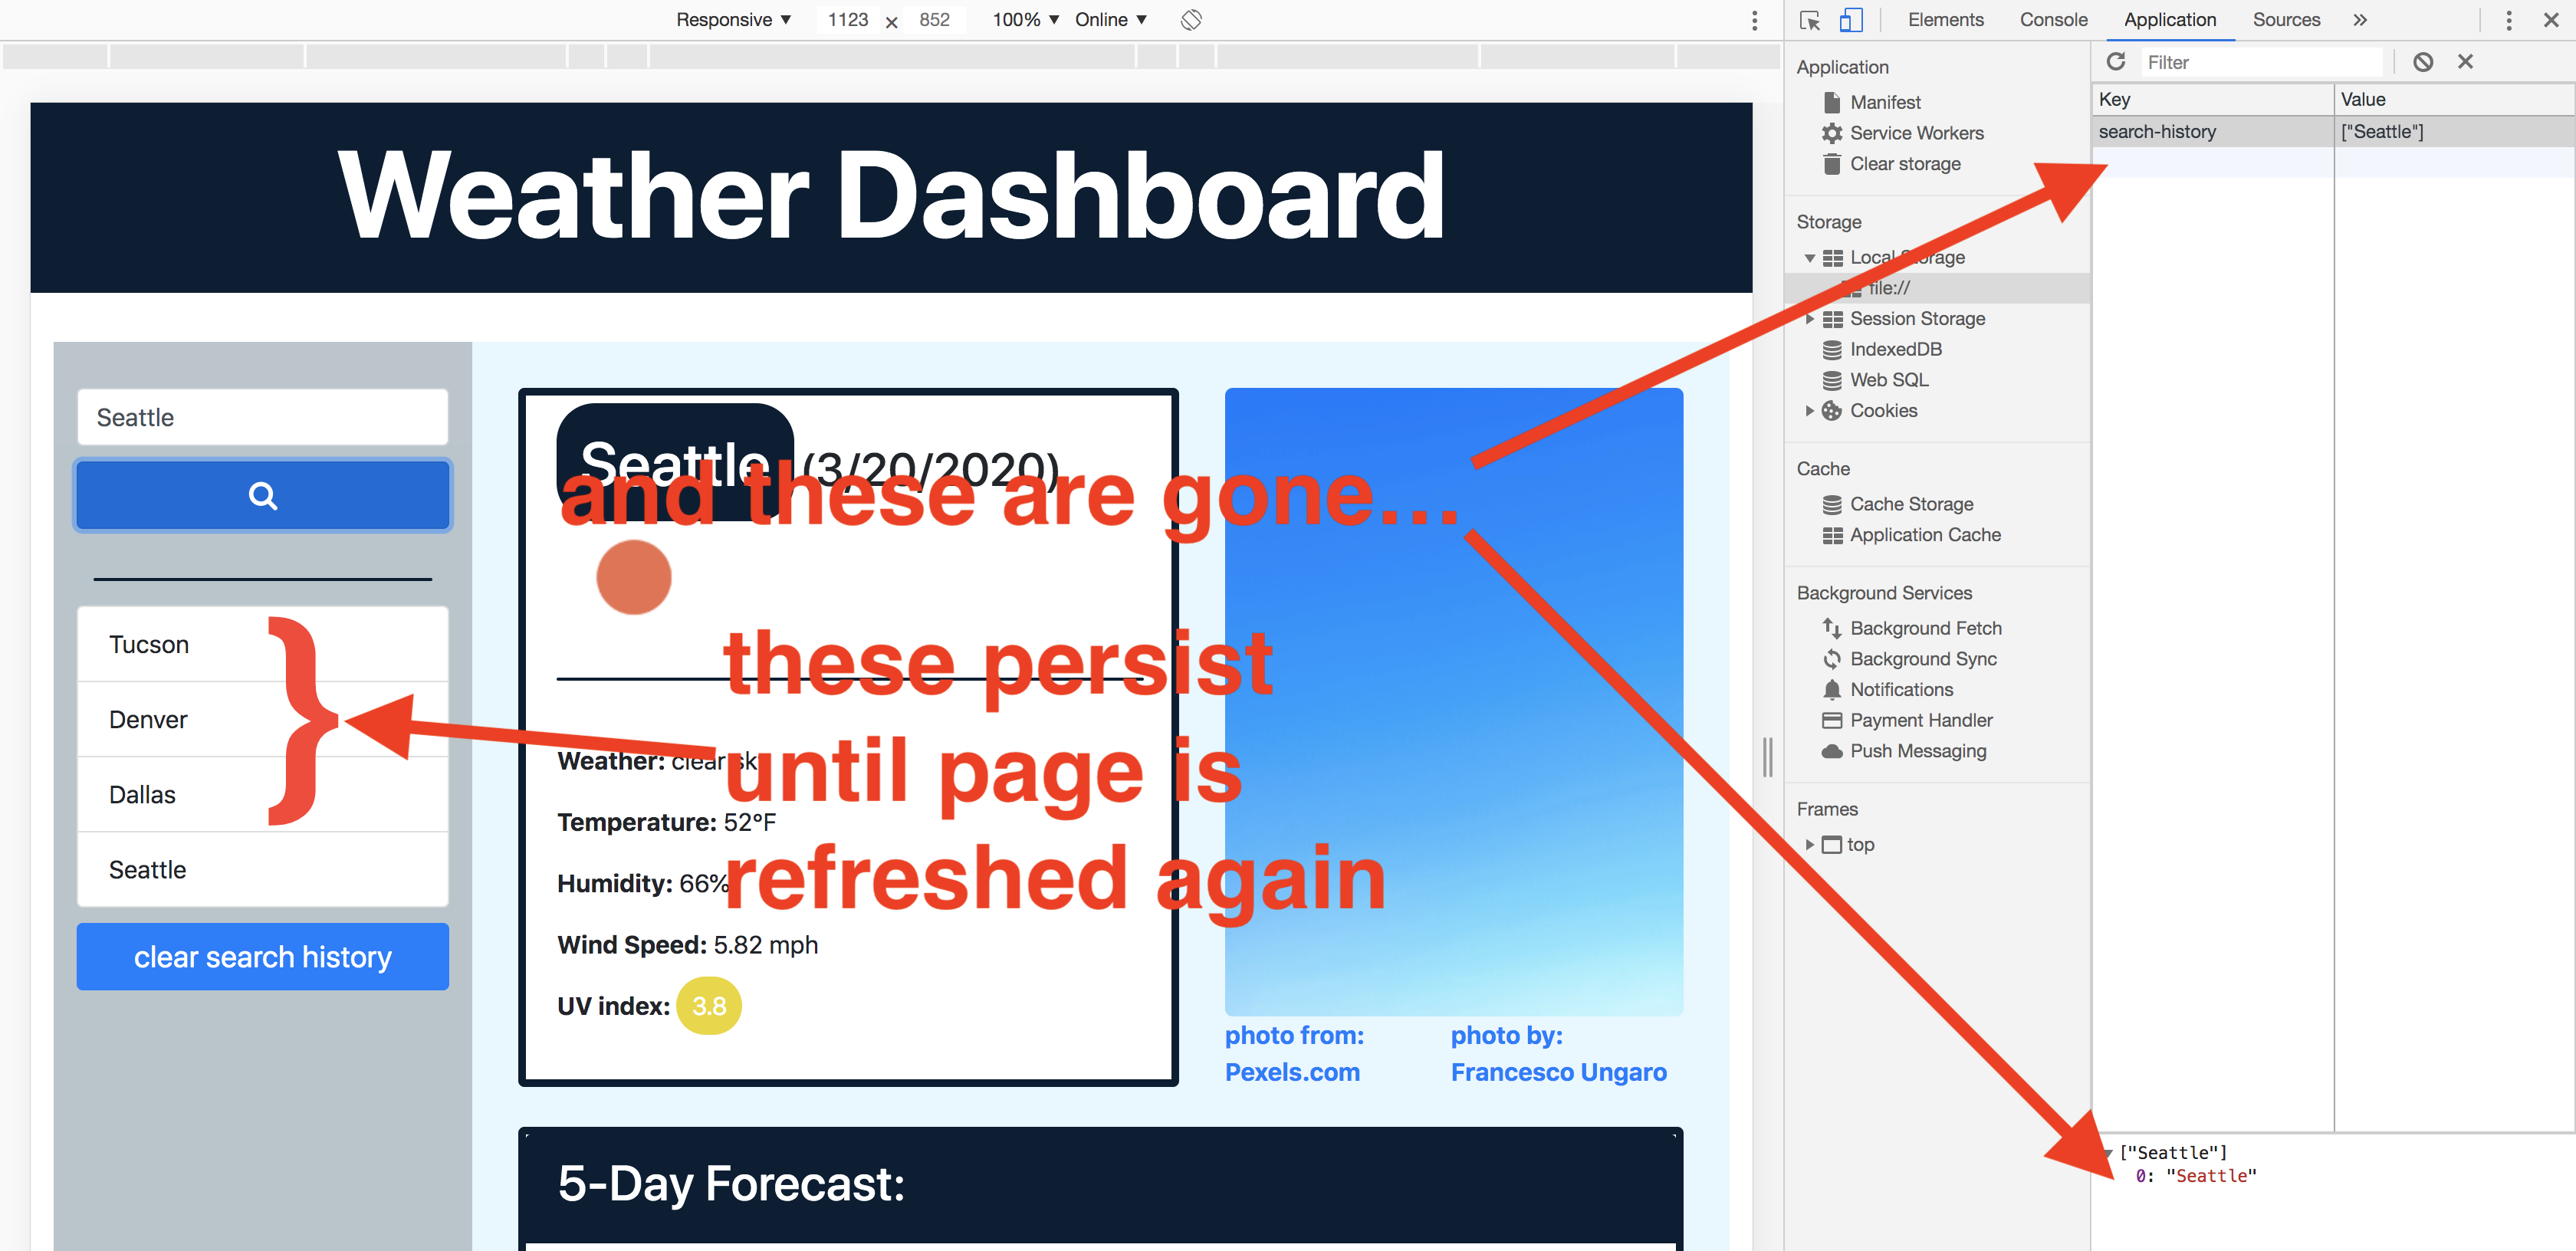 Responsive ▼ 1123 × 852 100% ▼ Online ▼
Elements Console Application Sources »
Weather Dashboard
Seattle
Tucson
Denver
Dallas
Seattle
clear search history
Seattle (3/20/2020)
and these are gone...
these persist
until page is
refreshed again
Weather: clear sk
Temperature: 52°F
Humidity: 66%
Wind Speed: 5.82 mph
UV index: 3.8
photo from:
Pexels.com
photo by:
Francesco Ungaro
5-Day Forecast:
Application
Manifest
Service Workers
Clear storage
Storage
Local Storage
file://
Session Storage
IndexedDB
Web SQL
Cookies
Cache
Cache Storage
Application Cache
Background Services
Background Fetch
Background Sync
Notifications
Payment Handler
Push Messaging
Frames
top
Filter
Key Value
search-history ["Seattle"]
["Seattle"]
0: "Seattle"